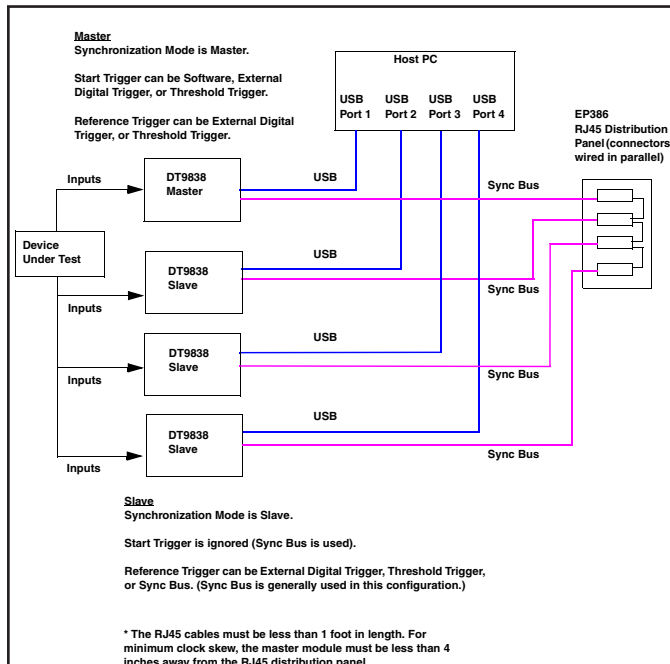 Master
Synchronization Mode is Master.
Start Trigger can be Software, External
Digital Trigger, or Threshold Trigger.
Reference Trigger can be External Digital
Trigger, or Threshold Trigger.
Host PC
USB
Port 1
USB
Port 2
USB
Port 3
USB
Port 4
EP386
RJ45 Distribution
Panel (connectors
wired in parallel)
Inputs
DT9838
Master
USB
Sync Bus
Device
Under Test
Inputs
DT9838
Slave
USB
Sync Bus
Inputs
DT9838
Slave
USB
Sync Bus
Inputs
DT9838
Slave
USB
Sync Bus
Slave
Synchronization Mode is Slave.
Start Trigger is ignored (Sync Bus is used).
Reference Trigger can be External Digital Trigger, Threshold Trigger,
or Sync Bus. (Sync Bus is generally used in this configuration.)
* The RJ45 cables must be less than 1 foot in length. For
minimum clock skew, the master module must be less than 4
inches away from the RJ45 distribution panel